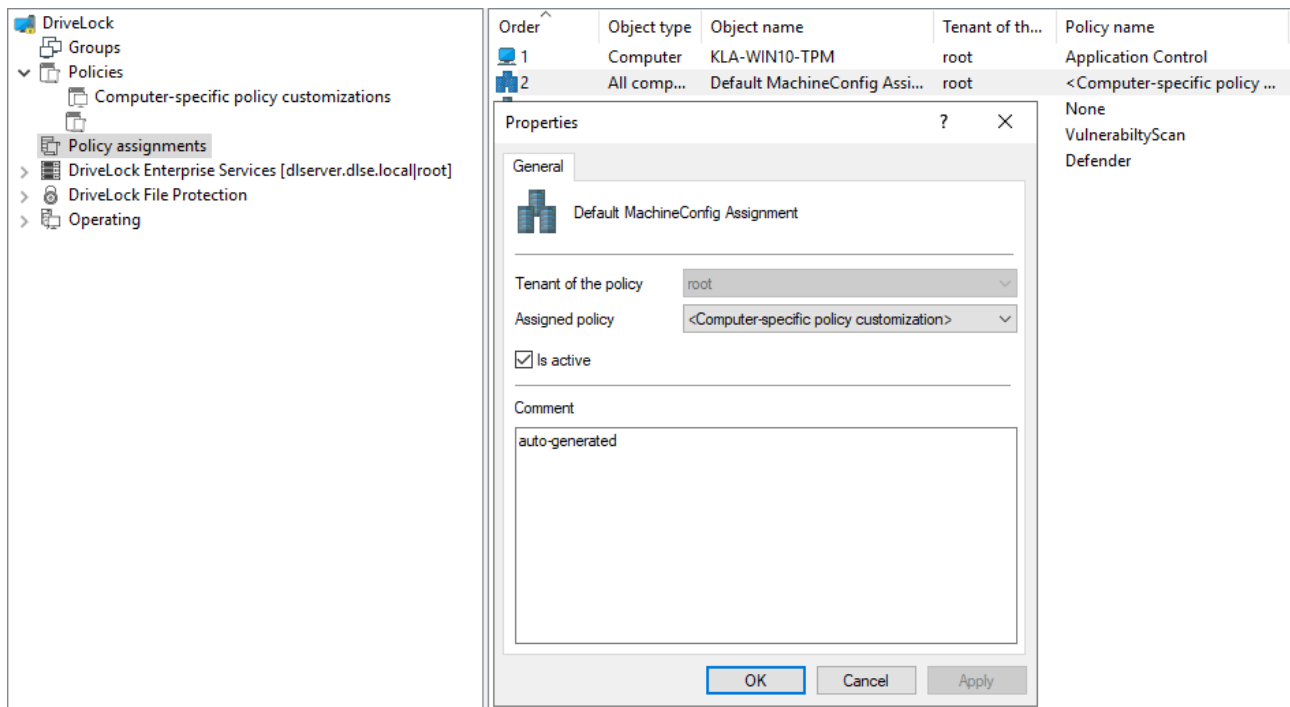 DriveLock
Groups
Policies
Computer-specific policy customizations
Policy assignments
DriveLock Enterprise Services [dlserver.dlse.local|root]
DriveLock File Protection
Operating
Order Object type Object name Tenant of th... Policy name
1 Computer KLA-WIN10-TPM root Application Control
2 All comp... Default MachineConfig Assi... root <Computer-specific policy ...
None
VulnerabiltyScan
Defender
Properties ?
General
Default MachineConfig Assignment
Tenant of the policy root
Assigned policy <Computer-specific policy customization>
Is active
Comment
auto-generated
OK Cancel Apply